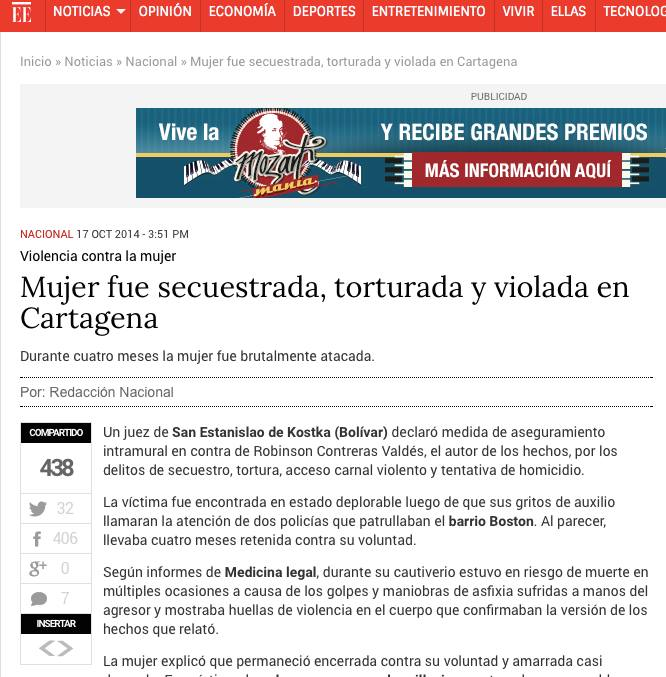 EE NOTICIAS OPINIÓN ECONOMÍA DEPORTES ENTRETENIMIENTO VIVIR ELLAS TECNOLOG
Inicio » Noticias » Nacional » Mujer fue secuestrada, torturada y violada en Cartagena
PUBLICIDAD
Vive la
Mozart
manía
Y RECIBE GRANDES PREMIOS
MÁS INFORMACIÓN AQUÍ
NACIONAL 17 OCT 2014 - 3:51 PM
Violencia contra la mujer
Mujer fue secuestrada, torturada y violada en
Cartagena
Durante cuatro meses la mujer fue brutalmente atacada.
Por: Redacción Nacional
COMPARTIDO
438
32
406
g+ 0
7
INSERTAR
Un juez de San Estanislao de Kostka (Bolívar) declaró medida de aseguramiento
intramural en contra de Robinson Contreras Valdés, el autor de los hechos, por los
delitos de secuestro, tortura, acceso carnal violento y tentativa de homicidio.
La víctima fue encontrada en estado deplorable luego de que sus gritos de auxilio
llamaran la atención de dos policías que patrullaban el barrio Boston. Al parecer,
llevaba cuatro meses retenida contra su voluntad.
Según informes de Medicina legal, durante su cautiverio estuvo en riesgo de muerte en
múltiples ocasiones a causa de los golpes y maniobras de asfixia sufridas a manos del
agresor y mostraba huellas de violencia en el cuerpo que confirmaban la versión de los
hechos que relató.
La mujer explicó que permaneció encerrada contra su voluntad y amarrada casi